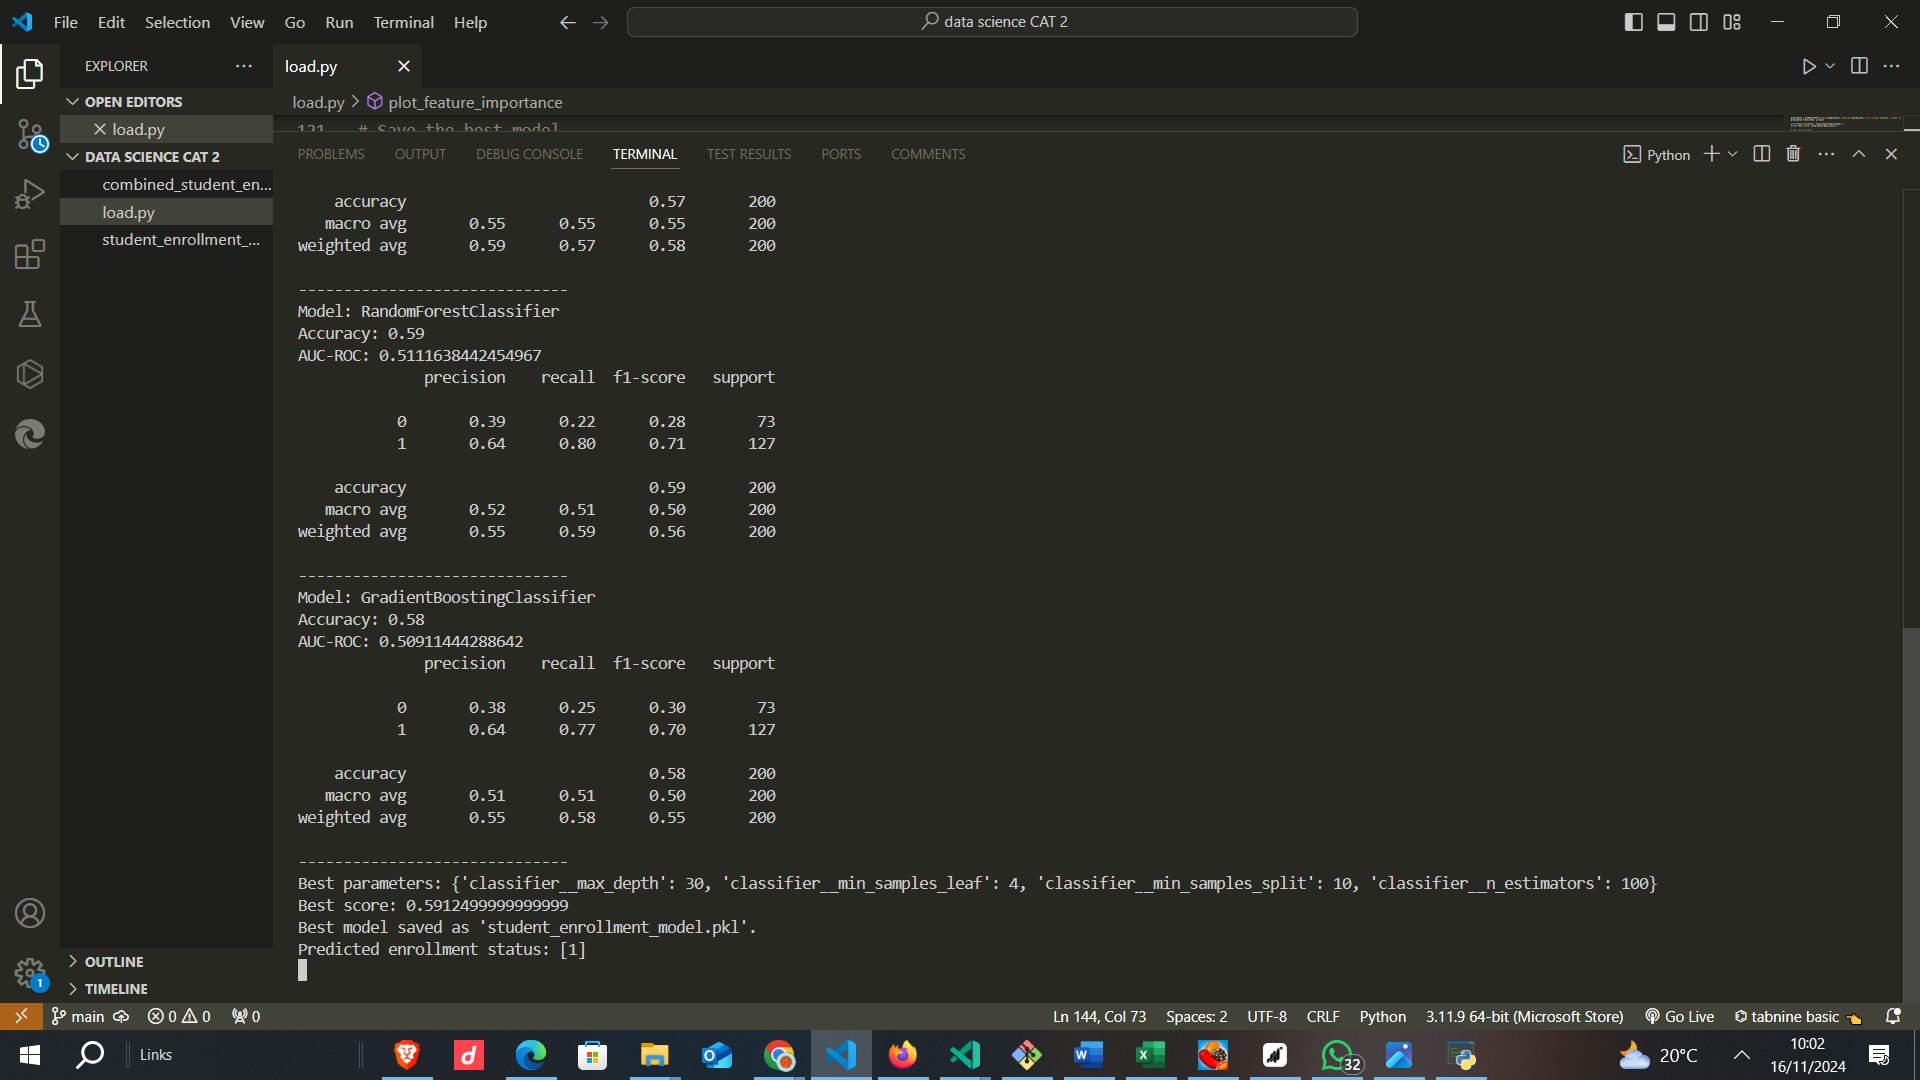 File Edit Selection View Go Run Terminal Help
data science CAT 2
EXPLORER
load.py
OPEN EDITORS
load.py
DATA SCIENCE CAT 2
combined_student_en...
load.py
student_enrollment_...
OUTLINE
TIMELINE
load.py > plot_feature_importance
121 # Save the best model
PROBLEMS OUTPUT DEBUG CONSOLE TERMINAL TEST RESULTS PORTS COMMENTS
Python
accuracy 0.57 200
macro avg 0.55 0.55 0.55 200
weighted avg 0.59 0.57 0.58 200
------------------------------
Model: RandomForestClassifier
Accuracy: 0.59
AUC-ROC: 0.5111638442454967
precision recall f1-score support
0 0.39 0.22 0.28 73
1 0.64 0.80 0.71 127
accuracy 0.59 200
macro avg 0.52 0.51 0.50 200
weighted avg 0.55 0.59 0.56 200
------------------------------
Model: GradientBoostingClassifier
Accuracy: 0.58
AUC-ROC: 0.50911444288642
precision recall f1-score support
0 0.38 0.25 0.30 73
1 0.64 0.77 0.70 127
accuracy 0.58 200
macro avg 0.51 0.51 0.50 200
weighted avg 0.55 0.58 0.55 200
------------------------------
Best parameters: {'classifier__max_depth': 30, 'classifier__min_samples_leaf': 4, 'classifier__min_samples_split': 10, 'classifier__n_estimators': 100}
Best score: 0.5912499999999999
Best model saved as 'student_enrollment_model.pkl'.
Predicted enrollment status: [1]
1
main 0 0 0
Ln 144, Col 73 Spaces: 2 UTF-8 CRLF Python 3.11.9 64-bit (Microsoft Store) Go Live tabnine basic
Links
32
20°C
10:02
16/11/2024